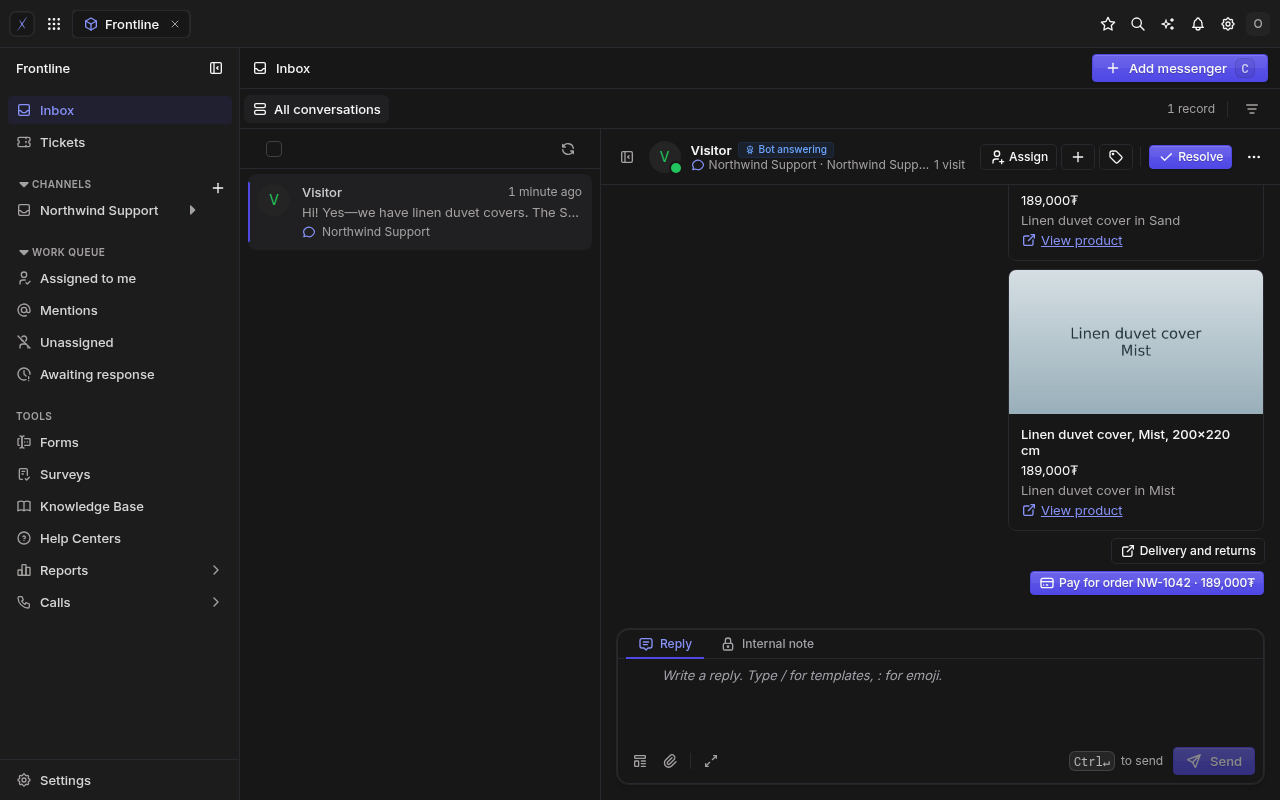 Frontline
O
Frontline
Inbox
Add messenger C
Inbox
Tickets
All conversations
1 record
CHANNELS
Northwind Support
Visitor
1 minute ago
Hi! Yes—we have linen duvet covers. The S...
Northwind Support
V
Visitor
Bot answering
Northwind Support · Northwind Supp... 1 visit
V
Assign
Resolve
WORK QUEUE
Assigned to me
Mentions
Unassigned
Awaiting response
TOOLS
Forms
Surveys
Knowledge Base
Help Centers
Reports
Calls
Settings
189,000₮
Linen duvet cover in Sand
View product
Linen duvet cover
Mist
Linen duvet cover, Mist, 200×220
cm
189,000₮
Linen duvet cover in Mist
View product
Delivery and returns
Pay for order NW-1042 · 189,000₮
Reply
Internal note
Write a reply. Type / for templates, : for emoji.
Ctrl↵ to send
Send